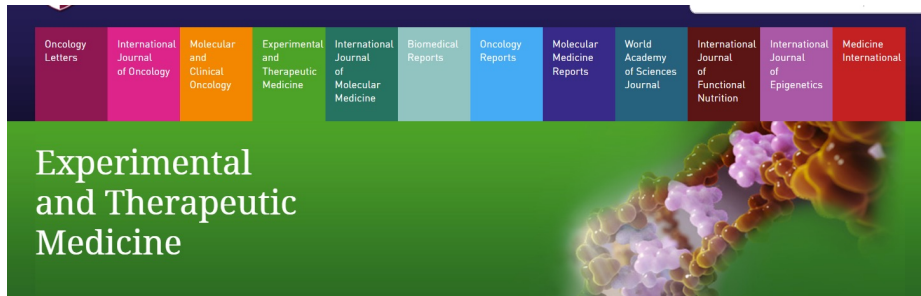 Oncology
Letters
International
Journal
of Oncology
Molecular
and
Clinical
Oncology
Experimental
and
Therapeutic
Medicine
International
Journal
of
Molecular
Medicine
Biomedical
Reports
Oncology
Reports
Molecular
Medicine
Reports
World
Academy
of Sciences
Journal
International
Journal
of
Functional
Nutrition
International
Journal
of
Epigenetics
Medicine
International
Experimental
and Therapeutic
Medicine